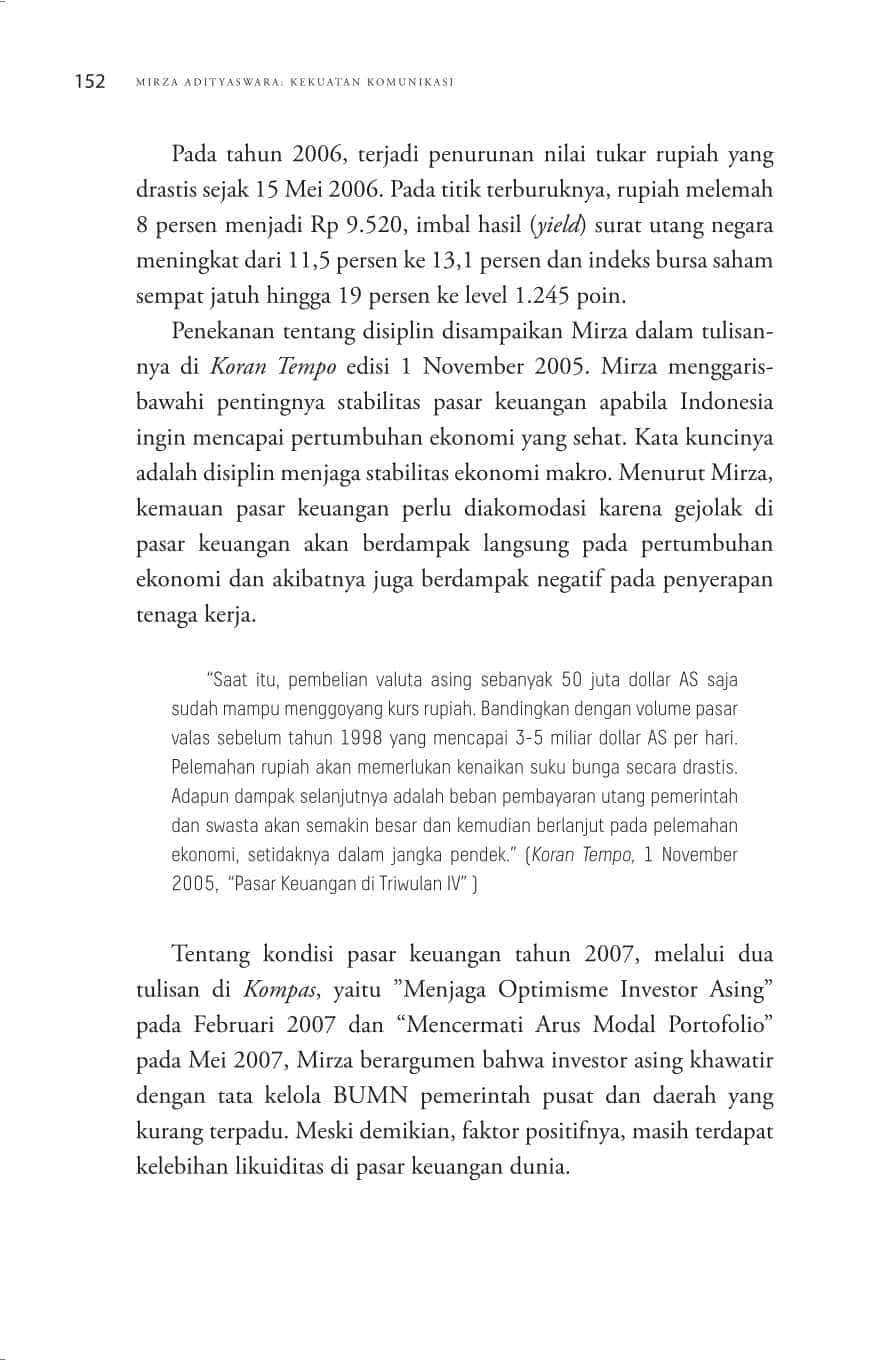 152 MIRZA ADITYASWARA: KEKUATAN KOMUNIKASI
Pada tahun 2006, terjadi penurunan nilai tukar rupiah yang
drastis sejak 15 Mei 2006. Pada titik terburuknya, rupiah melemah
8 persen menjadi Rp 9.520, imbal hasil (yield) surat utang negara
meningkat dari 11,5 persen ke 13,1 persen dan indeks bursa saham
sempat jatuh hingga 19 persen ke level 1.245 poin.
Penekanan tentang disiplin disampaikan Mirza dalam tulisan-
nya di Koran Tempo edisi 1 November 2005. Mirza menggaris-
bawahi pentingnya stabilitas pasar keuangan apabila Indonesia
ingin mencapai pertumbuhan ekonomi yang sehat. Kata kuncinya
adalah disiplin menjaga stabilitas ekonomi makro. Menurut Mirza,
kemauan pasar keuangan perlu diakomodasi karena gejolak di
pasar keuangan akan berdampak langsung pada pertumbuhan
ekonomi dan akibatnya juga berdampak negatif pada penyerapan
tenaga kerja.
“Saat itu, pembelian valuta asing sebanyak 50 juta dollar AS saja
sudah mampu menggoyang kurs rupiah. Bandingkan dengan volume pasar
valas sebelum tahun 1998 yang mencapai 3-5 miliar dollar AS per hari.
Pelemahan rupiah akan memerlukan kenaikan suku bunga secara drastis.
Adapun dampak selanjutnya adalah beban pembayaran utang pemerintah
dan swasta akan semakin besar dan kemudian berlanjut pada pelemahan
ekonomi, setidaknya dalam jangka pendek.” (Koran Tempo, 1 November
2005, “Pasar Keuangan di Triwulan IV” )
Tentang kondisi pasar keuangan tahun 2007, melalui dua
tulisan di Kompas, yaitu ”Menjaga Optimisme Investor Asing”
pada Februari 2007 dan “Mencermati Arus Modal Portofolio”
pada Mei 2007, Mirza berargumen bahwa investor asing khawatir
dengan tata kelola BUMN pemerintah pusat dan daerah yang
kurang terpadu. Meski demikian, faktor positifnya, masih terdapat
kelebihan likuiditas di pasar keuangan dunia.